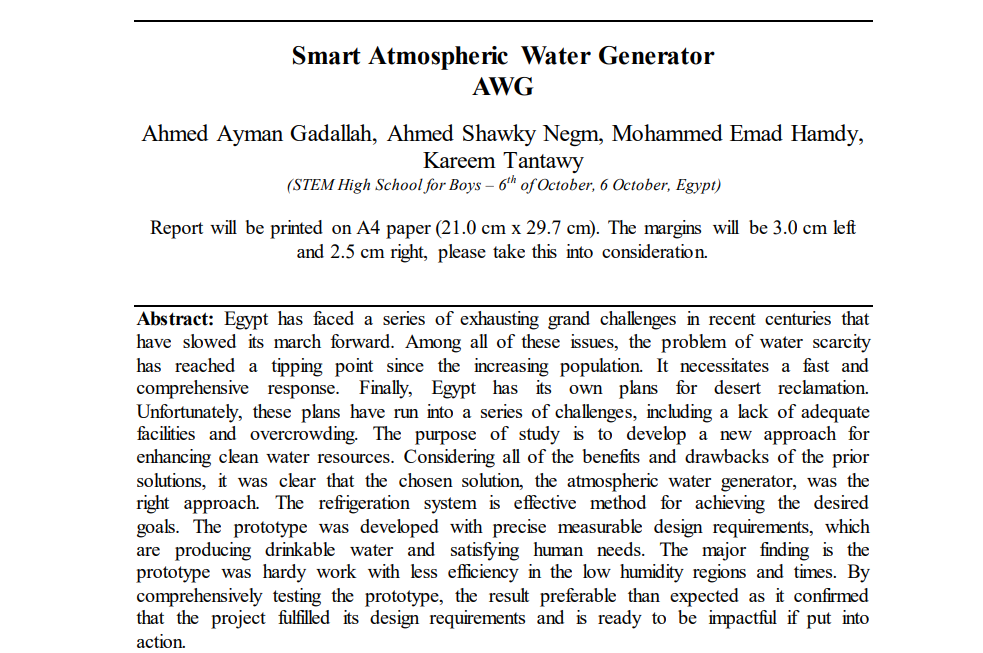 Smart Atmospheric Water Generator
AWG
Ahmed Ayman Gadallah, Ahmed Shawky Negm, Mohammed Emad Hamdy,
Kareem Tantawy
(STEM High School for Boys – 6th of October, 6 October, Egypt)
Report will be printed on A4 paper (21.0 cm x 29.7 cm). The margins will be 3.0 cm left
and 2.5 cm right, please take this into consideration.
Abstract: Egypt has faced a series of exhausting grand challenges in recent centuries that
have slowed its march forward. Among all of these issues, the problem of water scarcity
has reached a tipping point since the increasing population. It necessitates a fast and
comprehensive response. Finally, Egypt has its own plans for desert reclamation.
Unfortunately, these plans have run into a series of challenges, including a lack of adequate
facilities and overcrowding. The purpose of study is to develop a new approach for
enhancing clean water resources. Considering all of the benefits and drawbacks of the prior
solutions, it was clear that the chosen solution, the atmospheric water generator, was the
right approach. The refrigeration system is effective method for achieving the desired
goals. The prototype was developed with precise measurable design requirements, which
are producing drinkable water and satisfying human needs. The major finding is the
prototype was hardy work with less efficiency in the low humidity regions and times. By
comprehensively testing the prototype, the result preferable than expected as it confirmed
that the project fulfilled its design requirements and is ready to be impactful if put into
action.